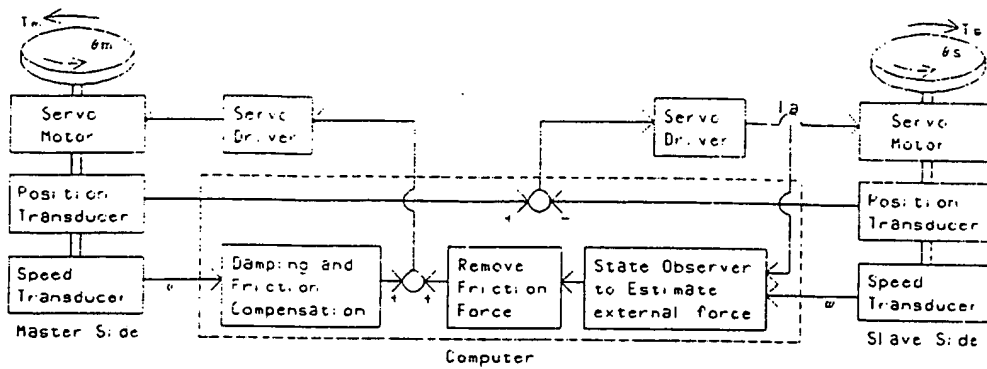 Tm
θm
Servo
Motor
Servo
Driver
Servo
Driver
Ia
Ts
θs
Servo
Motor
Position
Transducer
+
−
Position
Transducer
Speed
Transducer
Damping and
Friction
Compensation
+
+
Remove
Friction
Force
State Observer
to Estimate
external force
ω
Speed
Transducer
Master Side
Computer
Slave Side